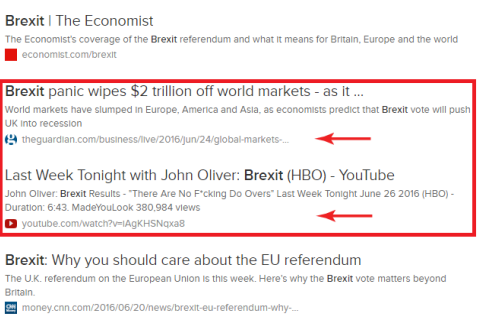 Brexit | The Economist
The Economist's coverage of the Brexit referendum and what it means for Britain, Europe and the world
economist.com/brexit
Brexit panic wipes $2 trillion off world markets - as it ...
World markets have slumped in Europe, America and Asia, as economists predict that Brexit vote will push
UK into recession
theguardian.com/business/live/2016/jun/24/global-markets-...
Last Week Tonight with John Oliver: Brexit (HBO) - YouTube
John Oliver: Brexit Results - "There Are No F*cking Do Overs" Last Week Tonight June 26 2016 (HBO) -
Duration: 6:43. MadeYouLook 380,984 views
youtube.com/watch?v=iAgKHSNqxa8
Brexit: Why you should care about the EU referendum
The U.K. referendum on the European Union is this week. Here's why the Brexit vote matters beyond
Britain.
money.cnn.com/2016/06/20/news/brexit-eu-referendum-why-...